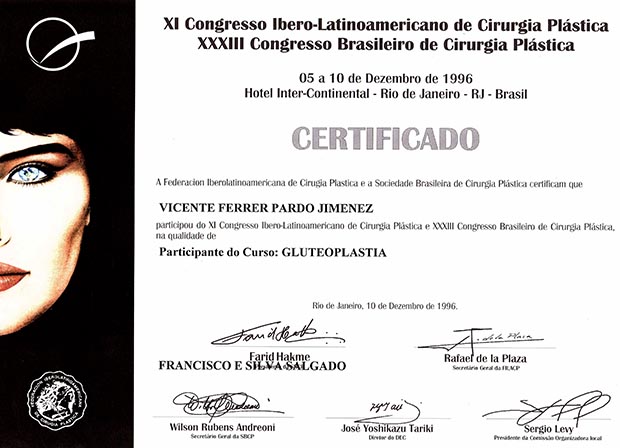 XI Congresso Ibero-Latinoamericano de Cirurgia Plástica
XXXIII Congresso Brasileiro de Cirurgia Plástica
05 a 10 de Dezembro de 1996
Hotel Inter-Continental - Rio de Janeiro - RJ - Brasil
CERTIFICADO
A Federacion Iberolatinoamericana de Cirugia Plastica e a Sociedade Brasileira de Cirurgia Plástica certificam que
VICENTE FERRER PARDO JIMENEZ
participou do XI Congresso Ibero-Latinoamericano de Cirurgia Plástica e XXXIII Congresso Brasileiro de Cirurgia Plástica,
na qualidade de
Participante do Curso: GLUTEOPLASTIA
Rio de Janeiro, 10 de Dezembro de 1996.
Farid Hakme
FRANCISCO E SILVA SALGADO
Rafael de la Plaza
Secretário Geral da FILACP
Wilson Rubens Andreoni
Secretário Geral da SBCP
José Yoshikazu Tariki
Diretor do DEC
Sergio Levy
Presidente da Comissão Organizadora local